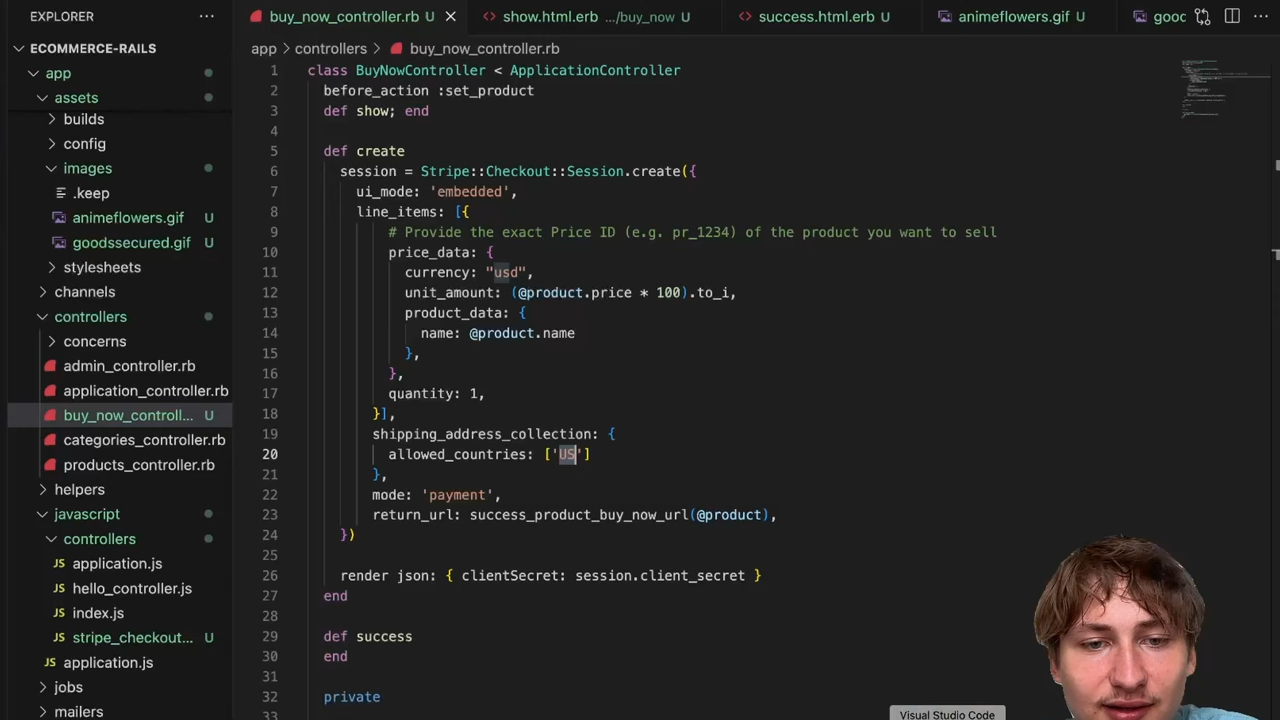 EXPLORER
ECOMMERCE-RAILS
app
assets
builds
config
images
.keep
animeflowers.gif U
goodssecured.gif U
stylesheets
channels
controllers
concerns
admin_controller.rb
application_controller.rb
buy_now_controll... U
categories_controller.rb
products_controller.rb
helpers
javascript
controllers
JS application.js
JS hello_controller.js
JS index.js
JS stripe_checkout... U
JS application.js
jobs
mailers
buy_now_controller.rb U
show.html.erb .../buy_now U
success.html.erb U
animeflowers.gif U
gooc
app > controllers > buy_now_controller.rb
1 class BuyNowController < ApplicationController
2 before_action :set_product
3 def show; end
4
5 def create
6 session = Stripe::Checkout::Session.create({
7 ui_mode: 'embedded',
8 line_items: [{
9 # Provide the exact Price ID (e.g. pr_1234) of the product you want to sell
10 price_data: {
11 currency: "usd",
12 unit_amount: (@product.price * 100).to_i,
13 product_data: {
14 name: @product.name
15 },
16 },
17 quantity: 1,
18 }],
19 shipping_address_collection: {
20 allowed_countries: ['US']
21 },
22 mode: 'payment',
23 return_url: success_product_buy_now_url(@product),
24 })
25
26 render json: { clientSecret: session.client_secret }
27 end
28
29 def success
30 end
31
32 private
33
Visual Studio Code